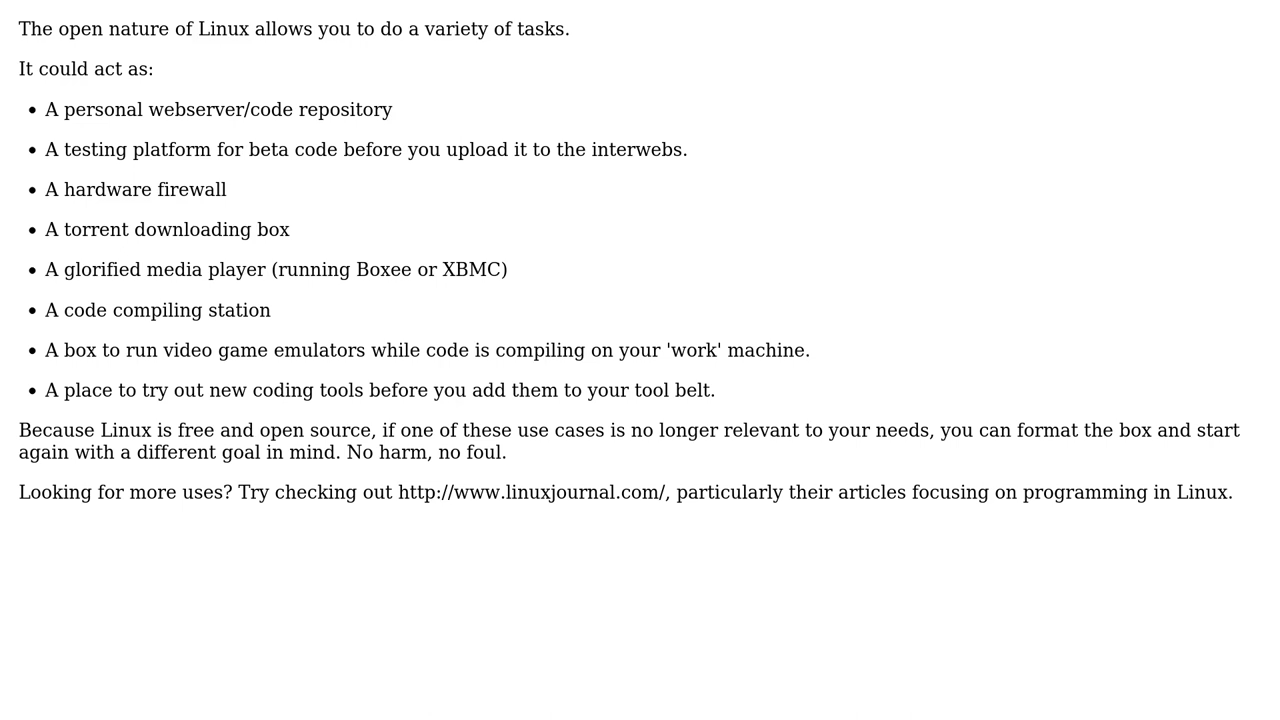 The open nature of Linux allows you to do a variety of tasks.
It could act as:
• A personal webserver/code repository
• A testing platform for beta code before you upload it to the interwebs.
• A hardware firewall
• A torrent downloading box
• A glorified media player (running Boxee or XBMC)
• A code compiling station
• A box to run video game emulators while code is compiling on your 'work' machine.
• A place to try out new coding tools before you add them to your tool belt.
Because Linux is free and open source, if one of these use cases is no longer relevant to your needs, you can format the box and start
again with a different goal in mind. No harm, no foul.
Looking for more uses? Try checking out http://www.linuxjournal.com/, particularly their articles focusing on programming in Linux.